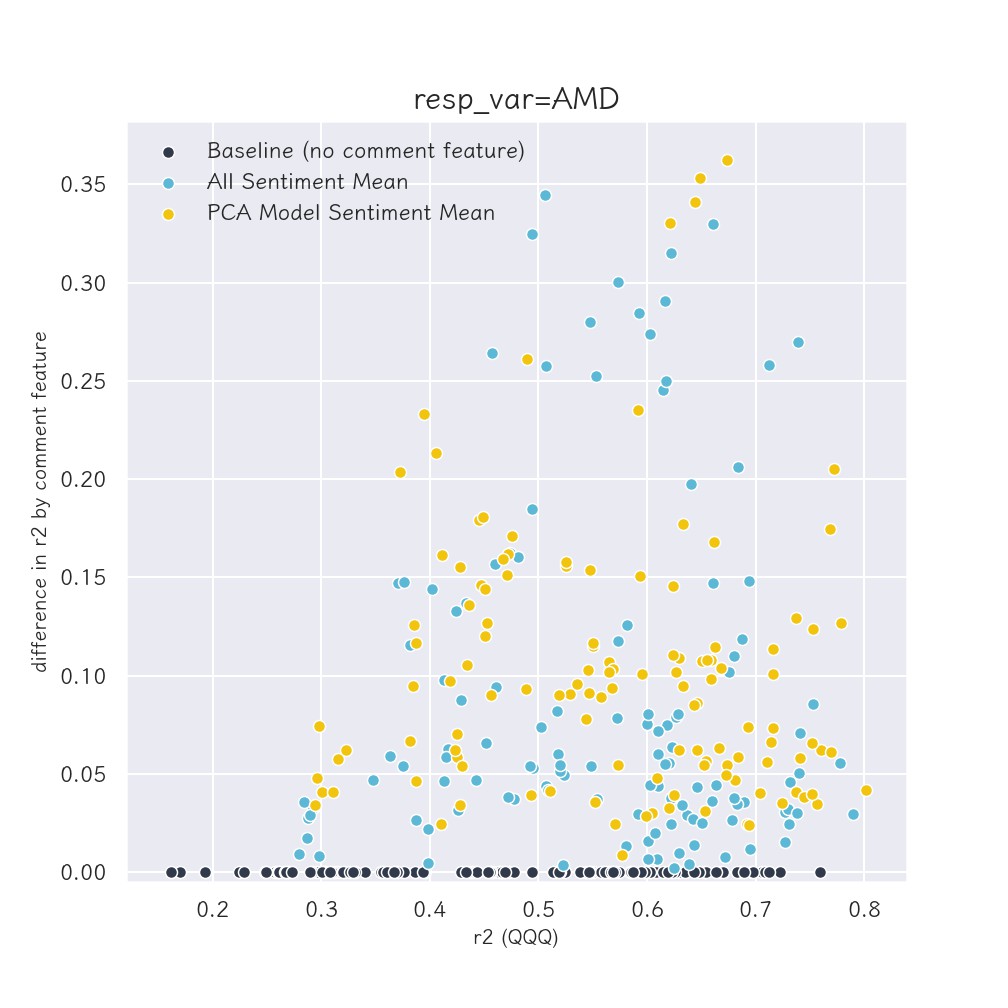 resp_var=AMD
Baseline (no comment feature)
All Sentiment Mean
PCA Model Sentiment Mean
difference in r2 by comment feature
0.35
0.30
0.25
0.20
0.15
0.10
0.05
0.00
0.2 0.3 0.4 0.5 0.6 0.7 0.8
r2 (QQQ)